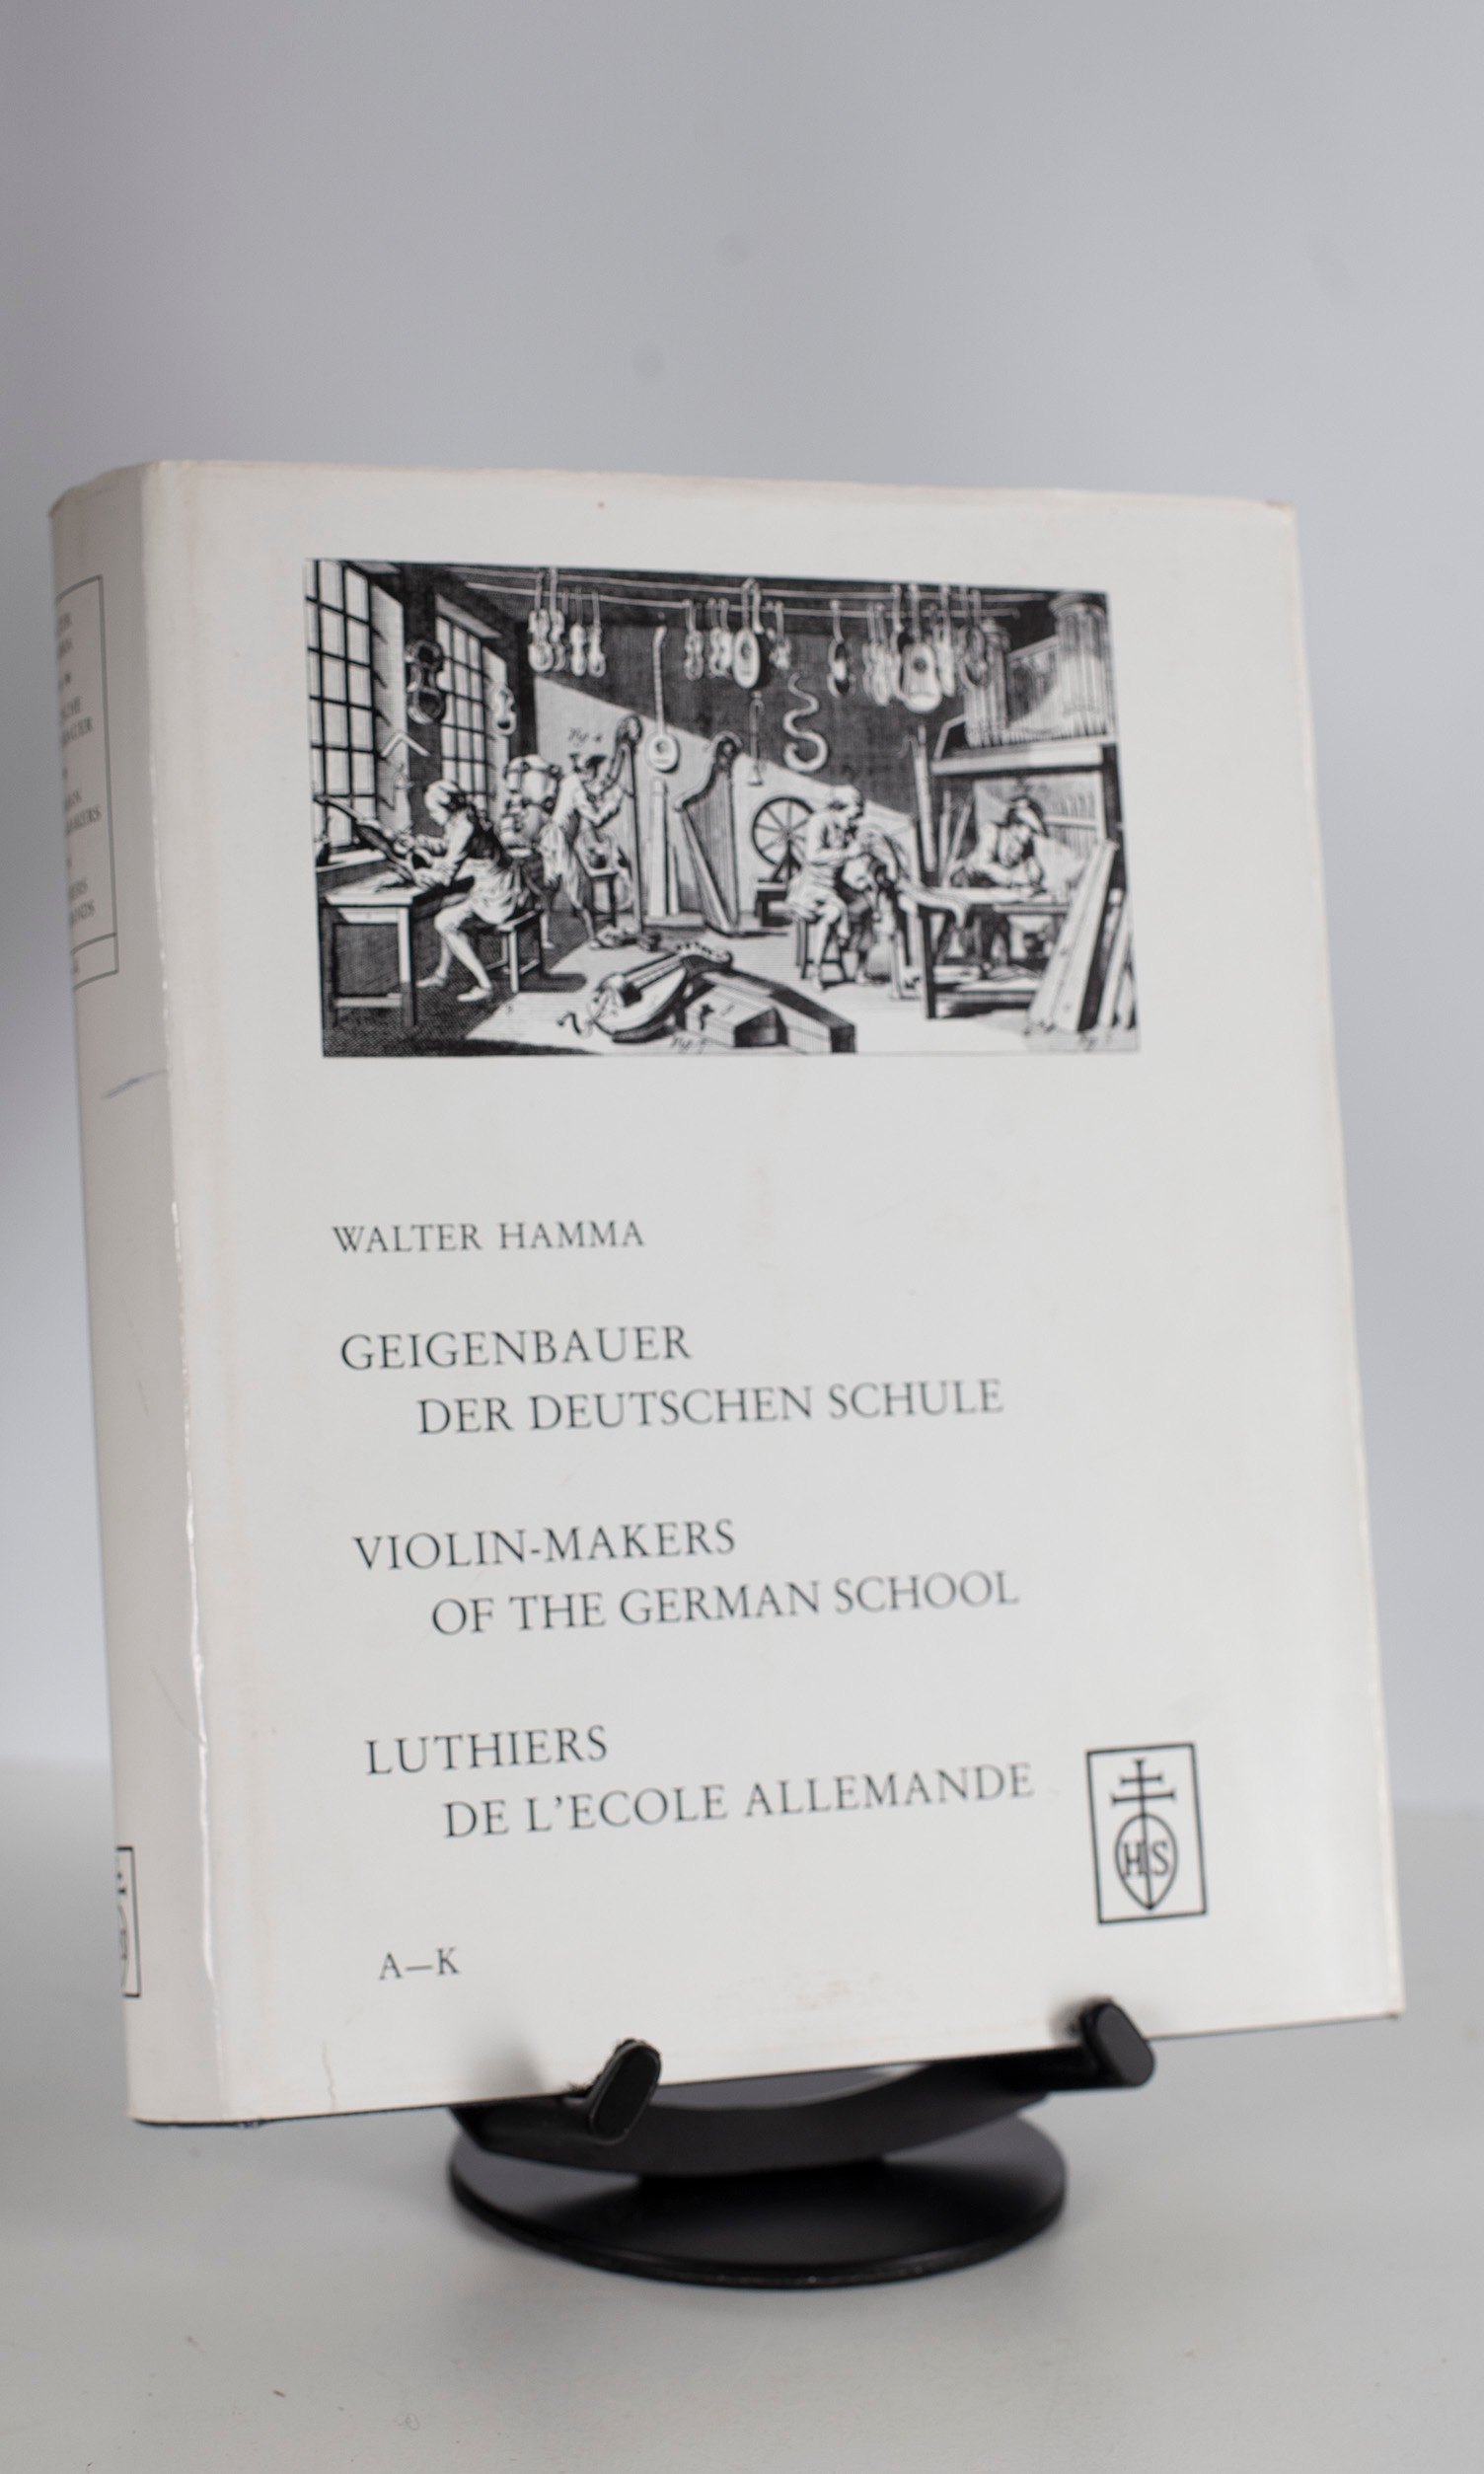 WALTER HAMMA
GEIGENBAUER
DER DEUTSCHEN SCHULE
VIOLIN-MAKERS
OF THE GERMAN SCHOOL
LUTHIERS
DE L'ECOLE ALLEMANDE
HS
A—K